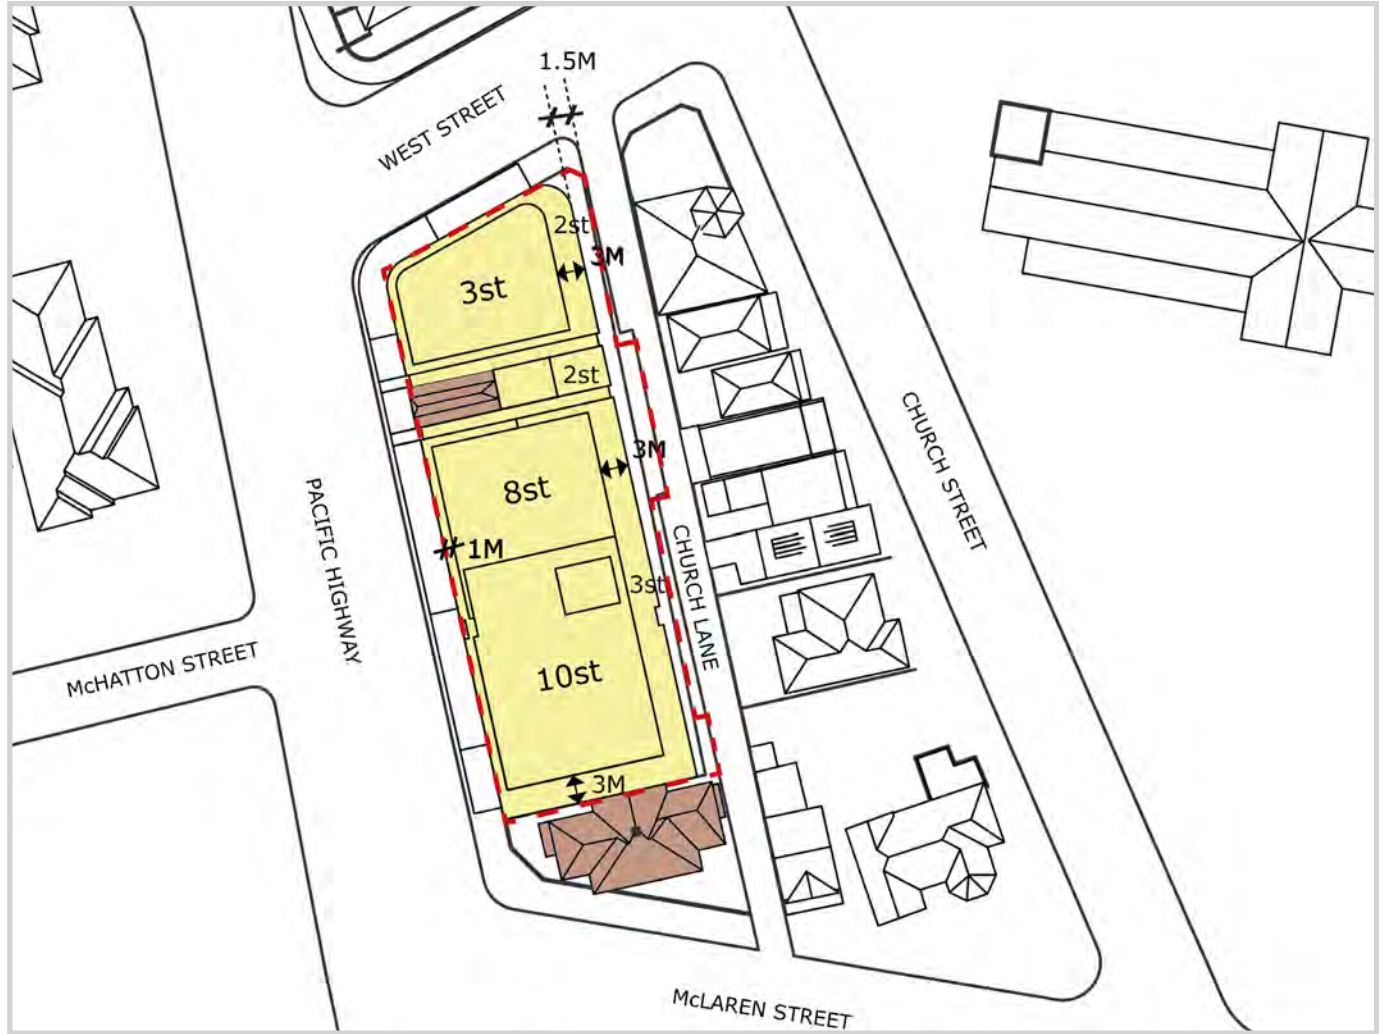 1.5M
WEST STREET
2st
3M
3st
2st
3M
8st
CHURCH STREET
PACIFIC HIGHWAY
1M
CHURCH LANE
3st
McHATTON STREET
10st
3M
McLAREN STREET